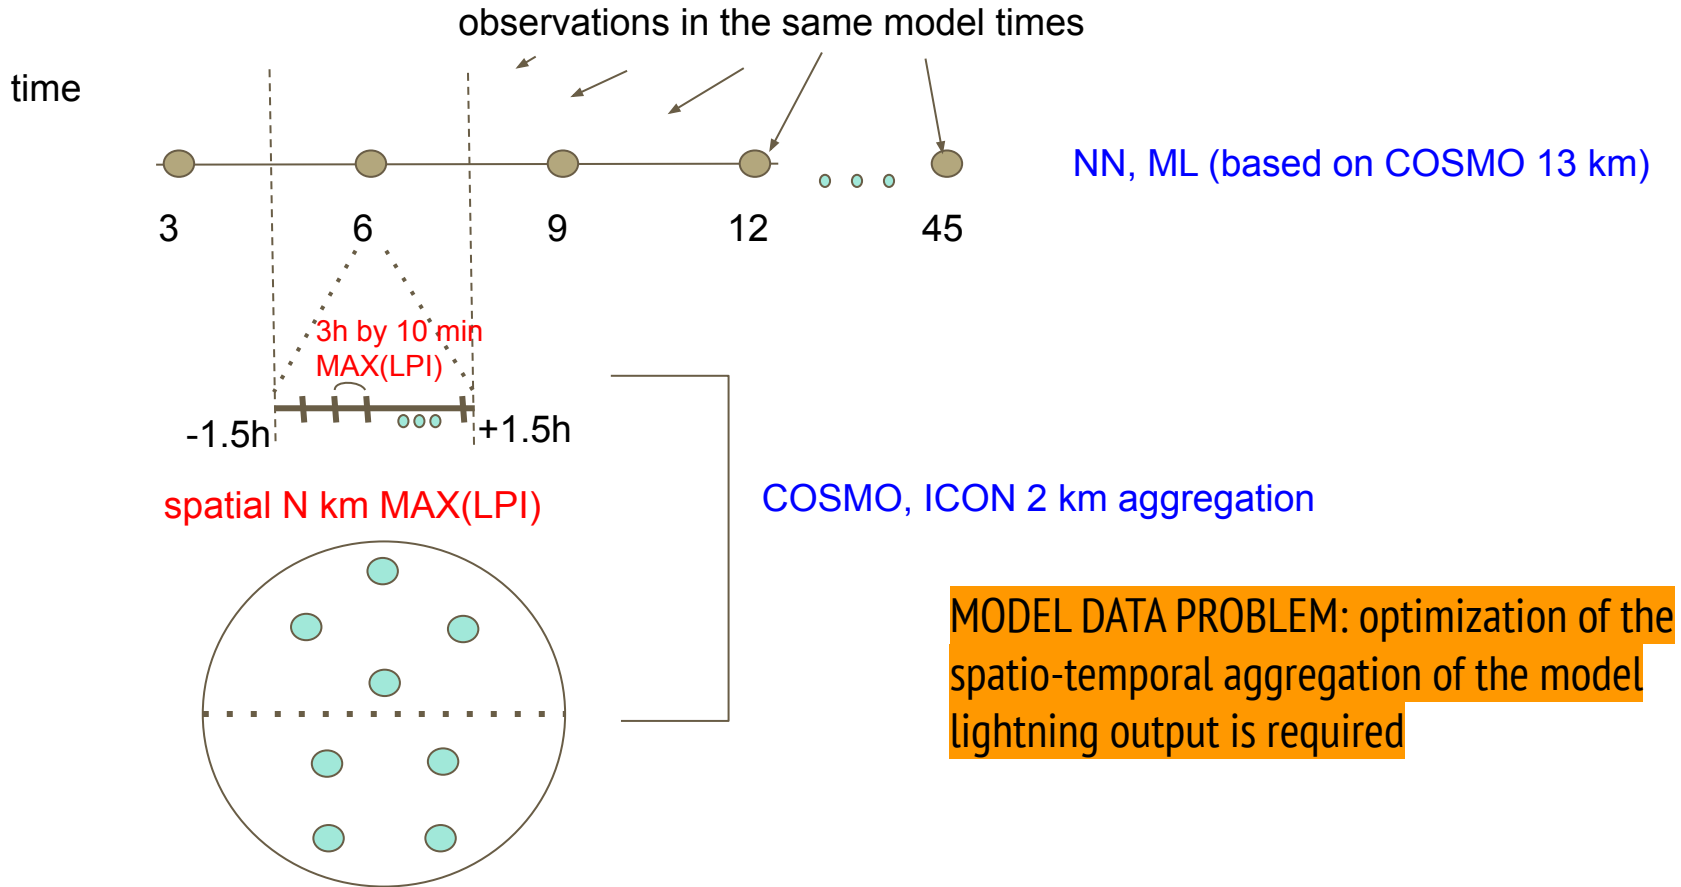 observations in the same model times
time
NN, ML (based on COSMO 13 km)
3
6
9
12
45
3h by 10 min
MAX(LPI)
-1.5h
+1.5h
spatial N km MAX(LPI)
COSMO, ICON 2 km aggregation
MODEL DATA PROBLEM: optimization of the
spatio-temporal aggregation of the model
lightning output is required